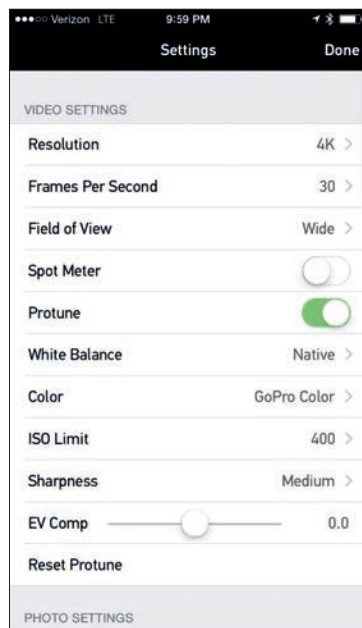 Verizon LTE 9:59 PM
Settings Done
VIDEO SETTINGS
Resolution 4K >
Frames Per Second 30 >
Field of View Wide >
Spot Meter
Protune
White Balance Native >
Color GoPro Color >
ISO Limit 400 >
Sharpness Medium >
EV Comp 0.0
Reset Protune
PHOTO SETTINGS